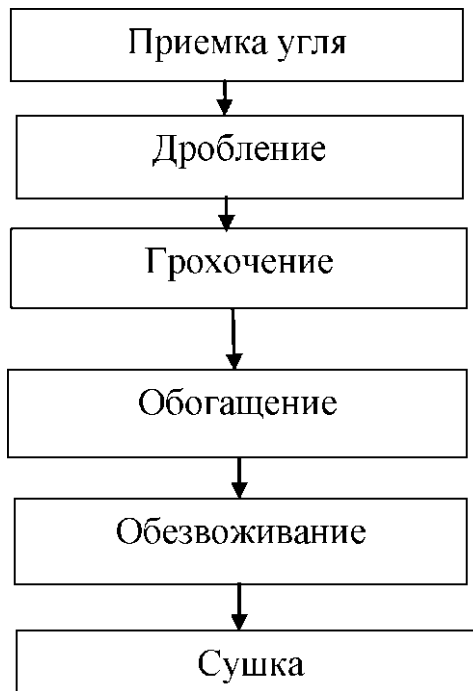 Приемка угля
Дробление
Грохочение
Обогащение
Обезвоживание
Сушка